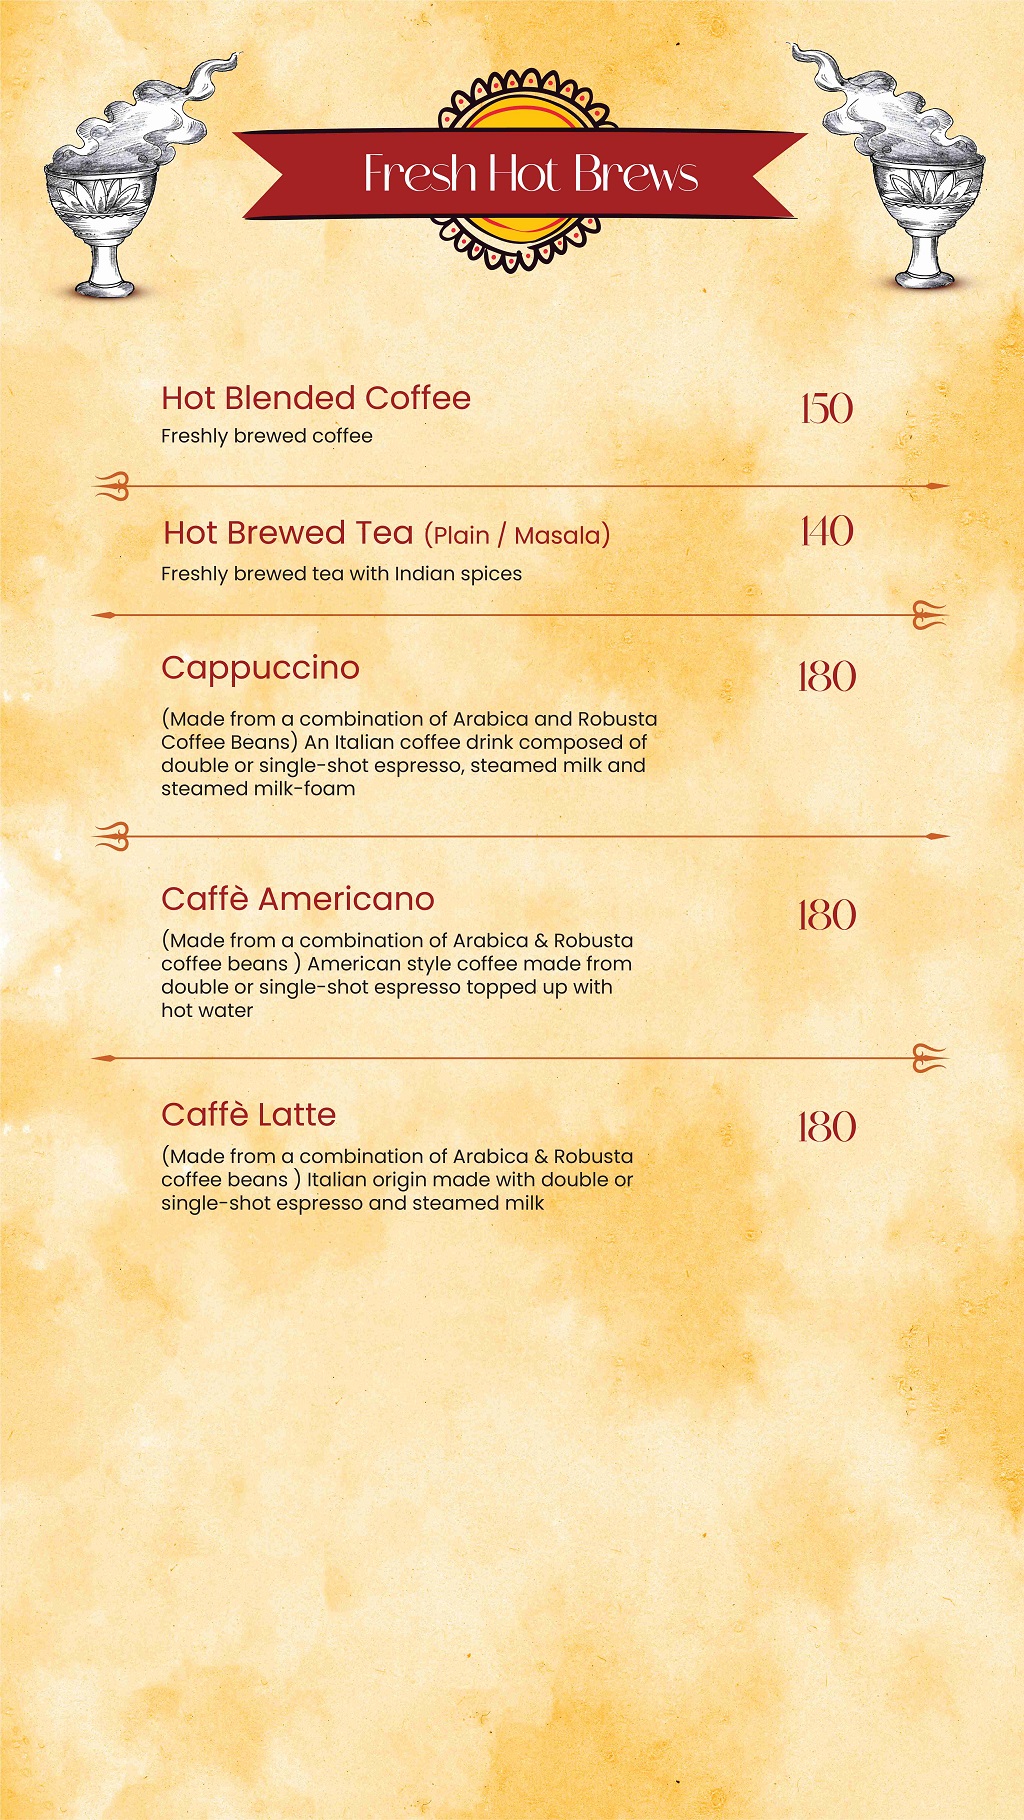 Fresh Hot Brews
Hot Blended Coffee 150
Freshly brewed coffee
Hot Brewed Tea (Plain / Masala) 140
Freshly brewed tea with Indian spices
Cappuccino 180
(Made from a combination of Arabica and Robusta
Coffee Beans) An Italian coffee drink composed of
double or single-shot espresso, steamed milk and
steamed milk-foam
Caffè Americano 180
(Made from a combination of Arabica & Robusta
coffee beans ) American style coffee made from
double or single-shot espresso topped up with
hot water
Caffè Latte 180
(Made from a combination of Arabica & Robusta
coffee beans ) Italian origin made with double or
single-shot espresso and steamed milk